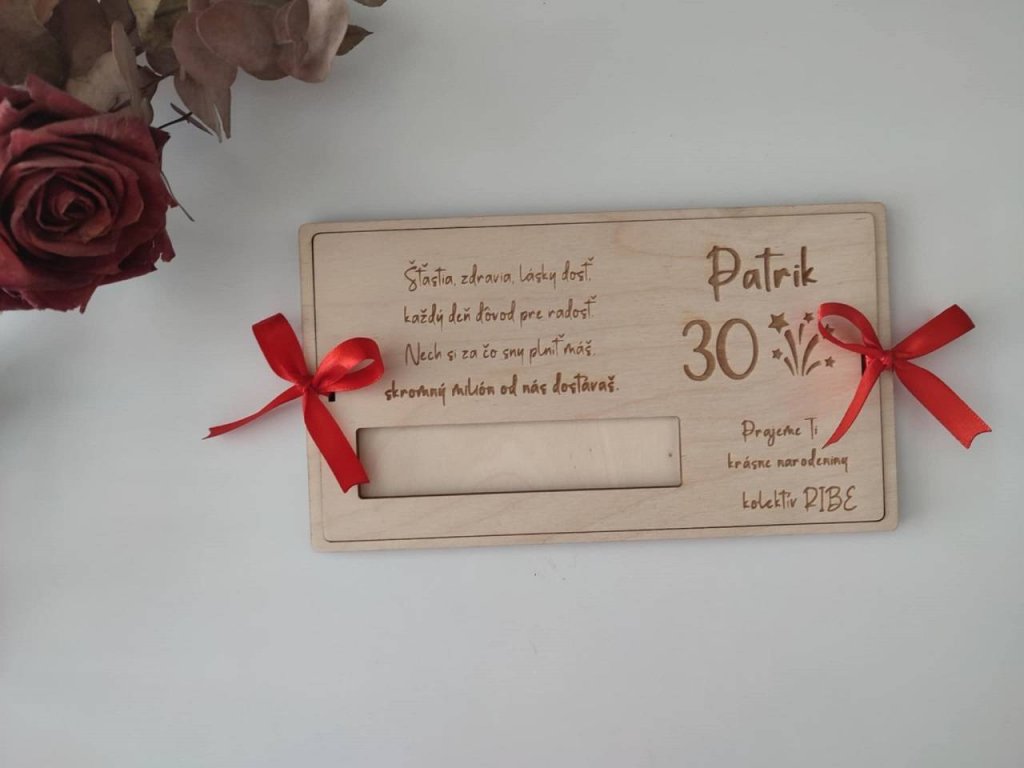 Šťastia, zdravia, lásky dosť.
každý deň dôvod pre radosť.
Nech si za čo sny plniť máš.
skromný milión od nás dostávaš.
Patrik
30
Prajeme Ti
krásne narodeniny
kolektív RIBE